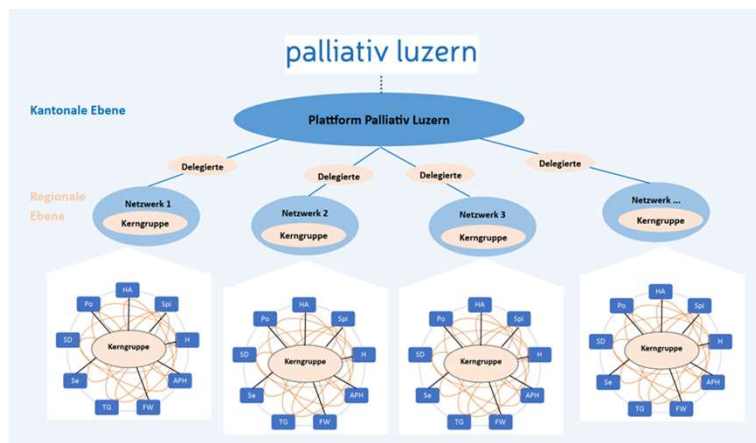 palliativ luzern
Kantonale Ebene
Plattform Palliativ Luzern
Delegierte
Delegierte
Delegierte
Delegierte
Regionale
Ebene
Netzwerk 1
Kerngruppe
Netzwerk 2
Kerngruppe
Netzwerk 3
Kerngruppe
Netzwerk ...
Kerngruppe
HA
Po
Spi
SD
Kerngruppe
H
Se
APH
TG
FW
HA
Po
Spi
SD
Kerngruppe
H
Se
APH
TG
FW
HA
Po
Spi
SD
Kerngruppe
H
Se
APH
TG
FW
HA
Po
Spi
SD
Kerngruppe
H
Se
APH
TG
FW